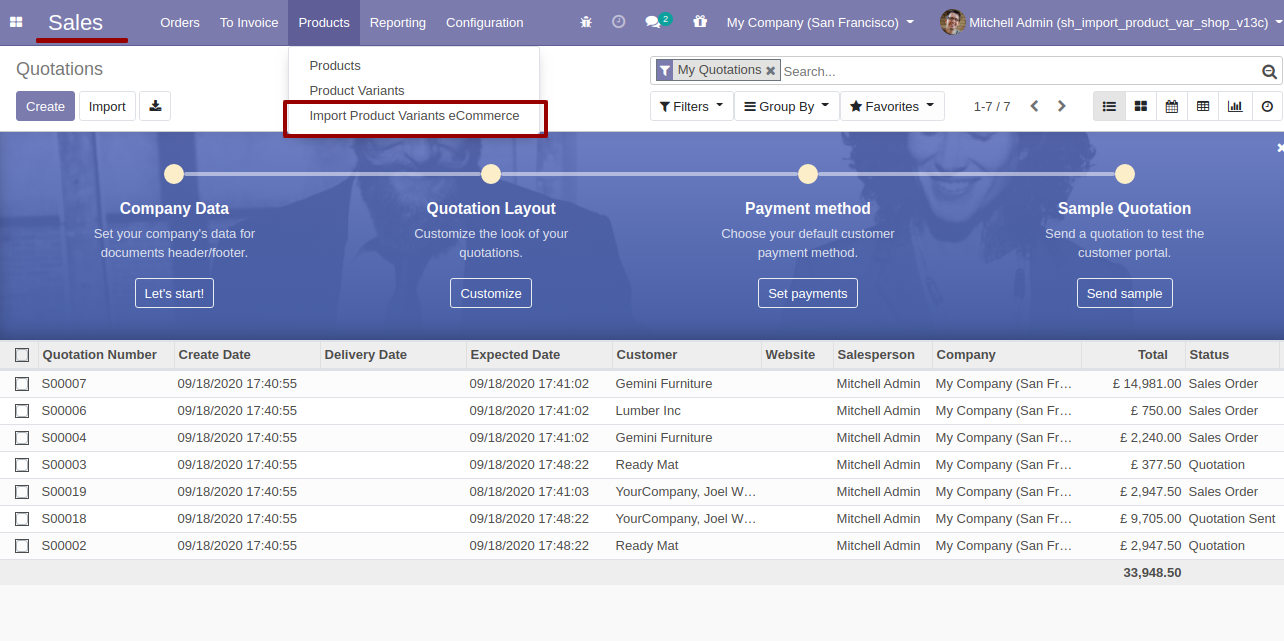 Sales Orders To Invoice Products Reporting Configuration 2 My Company (San Francisco) Mitchell Admin (sh_import_product_var_shop_v13c)
Quotations
Products
Product Variants
Import Product Variants eCommerce
My Quotations Search...
Create Import
Filters Group By Favorites 1-7 / 7
Company Data
Set your company's data for
documents header/footer.
Let's start!
Quotation Layout
Customize the look of your
quotations.
Customize
Payment method
Choose your default customer
payment method.
Set payments
Sample Quotation
Send a quotation to test the
customer portal.
Send sample
Quotation Number Create Date Delivery Date Expected Date Customer Website Salesperson Company Total Status
S00007 09/18/2020 17:40:55 09/18/2020 17:41:02 Gemini Furniture Mitchell Admin My Company (San Fr... £ 14,981.00 Sales Order
S00006 09/18/2020 17:40:55 09/18/2020 17:41:02 Lumber Inc Mitchell Admin My Company (San Fr... £ 750.00 Sales Order
S00004 09/18/2020 17:40:55 09/18/2020 17:41:02 Gemini Furniture Mitchell Admin My Company (San Fr... £ 2,240.00 Sales Order
S00003 09/18/2020 17:40:55 09/18/2020 17:48:22 Ready Mat Mitchell Admin My Company (San Fr... £ 377.50 Quotation
S00019 09/18/2020 17:40:55 08/18/2020 17:41:03 YourCompany, Joel W... Mitchell Admin My Company (San Fr... £ 2,947.50 Sales Order
S00018 09/18/2020 17:40:55 09/18/2020 17:48:22 YourCompany, Joel W... Mitchell Admin My Company (San Fr... £ 9,705.00 Quotation Sent
S00002 09/18/2020 17:40:55 09/18/2020 17:48:22 Ready Mat Mitchell Admin My Company (San Fr... £ 2,947.50 Quotation
33,948.50